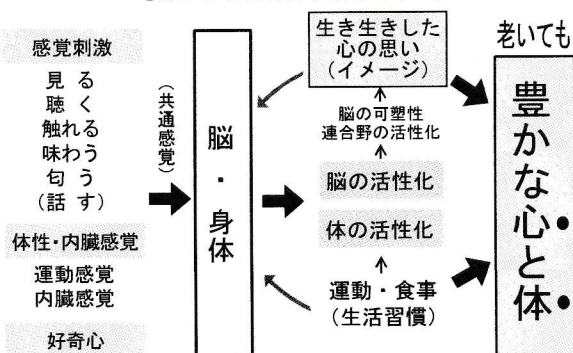 感覚刺激
見る
聴く
触れる
味わう
匂う
(話す)
体性・内臓感覚
運動感覚
内臓感覚
好奇心
(共通感覚)
脳・身体
生き生きした
心の思い
(イメージ)
↑
脳の可塑性
連合野の活性化
↑
脳の活性化
体の活性化
↑
運動・食事
(生活習慣)
老いても
豊かな心と体